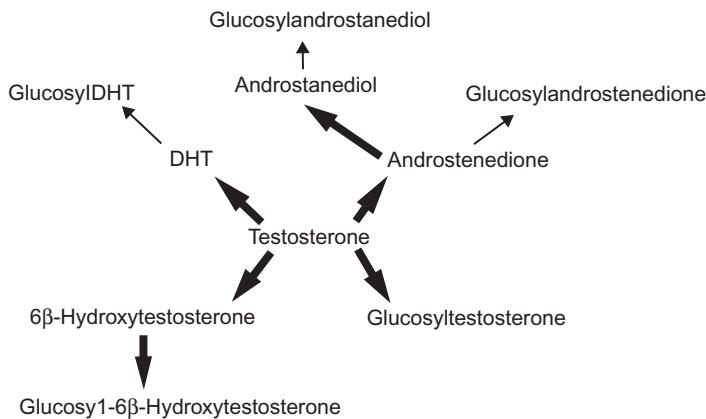 Glucosylandrostanediol
Androstanediol
GlucosylDHT
Glucosylandrostenedione
DHT
Androstenedione
Testosterone
6β-Hydroxytestosterone
Glucosyltestosterone
Glucosy1-6β-Hydroxytestosterone